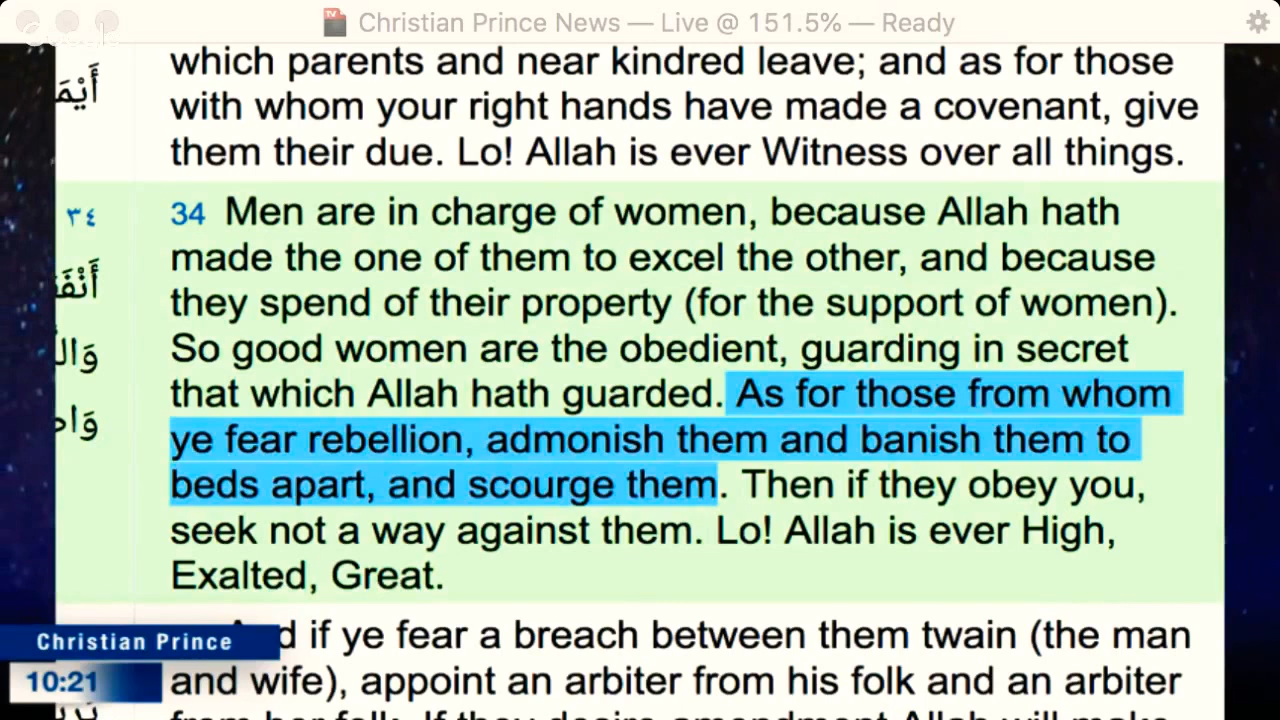 Christian Prince News — Live @ 151.5% — Ready
which parents and near kindred leave; and as for those
with whom your right hands have made a covenant, give
them their due. Lo! Allah is ever Witness over all things.
٣٤
34 Men are in charge of women, because Allah hath
made the one of them to excel the other, and because
they spend of their property (for the support of women).
So good women are the obedient, guarding in secret
that which Allah hath guarded. As for those from whom
ye fear rebellion, admonish them and banish them to
beds apart, and scourge them. Then if they obey you,
seek not a way against them. Lo! Allah is ever High,
Exalted, Great.
if ye fear a breach between them twain (the man
and wife), appoint an arbiter from his folk and an arbiter
Christian Prince
10:21